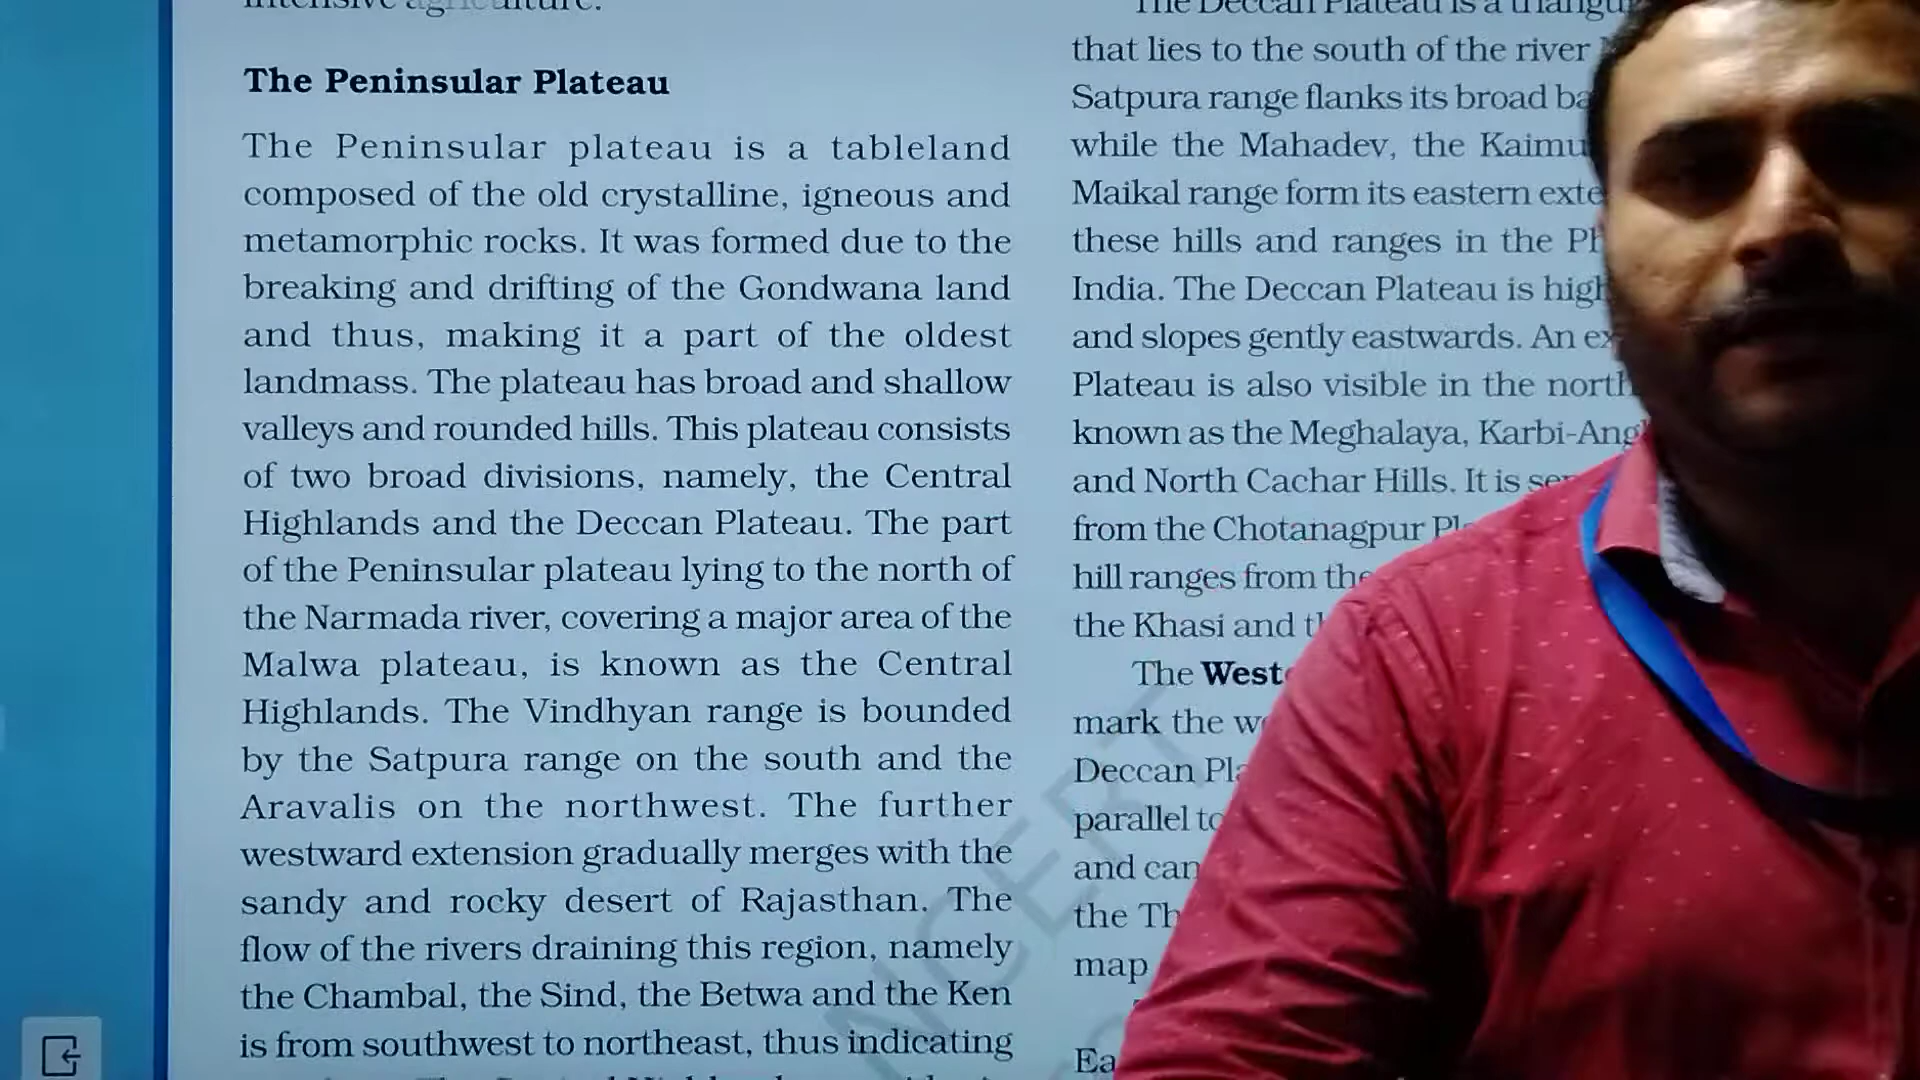 intensive agriculture.
The Peninsular Plateau
The Peninsular plateau is a tableland
composed of the old crystalline, igneous and
metamorphic rocks. It was formed due to the
breaking and drifting of the Gondwana land
and thus, making it a part of the oldest
landmass. The plateau has broad and shallow
valleys and rounded hills. This plateau consists
of two broad divisions, namely, the Central
Highlands and the Deccan Plateau. The part
of the Peninsular plateau lying to the north of
the Narmada river, covering a major area of the
Malwa plateau, is known as the Central
Highlands. The Vindhyan range is bounded
by the Satpura range on the south and the
Aravalis on the northwest. The further
westward extension gradually merges with the
sandy and rocky desert of Rajasthan. The
flow of the rivers draining this region, namely
the Chambal, the Sind, the Betwa and the Ken
is from southwest to northeast, thus indicating
The Deccan Plateau is a
that lies to the south of the river
Satpura range flanks its broad
while the Mahadev, the
Maikal range form its eastern
these hills and ranges in the
India. The Deccan Plateau is
and slopes gently eastwards. An
Plateau is also visible in the
known as the Meghalaya,
and North Cachar Hills. It is
from the Chotanagpur
hill ranges from
the Khasi and
The
mark the
Deccan
parallel
and
the
map
NCERT